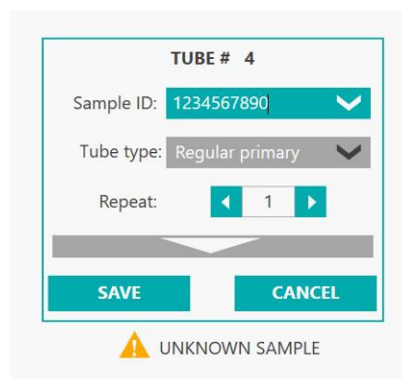 TUBE # 4
Sample ID: 1234567890
Tube type: Regular primary
Repeat: 1
SAVE CANCEL
UNKNOWN SAMPLE